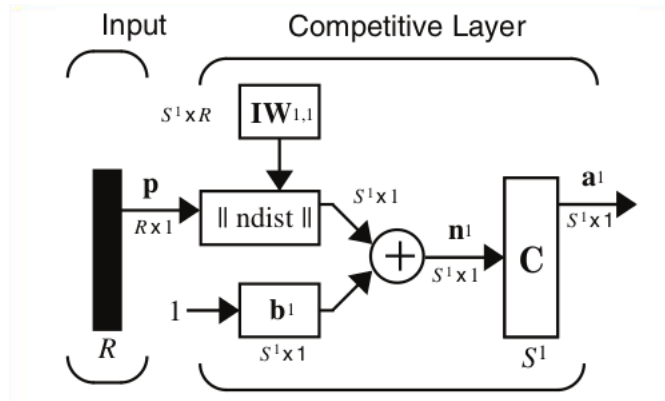 Input
Competitive Layer
S¹xR
IW1,1
p
Rx1
|| ndist ||
S¹x1
1
b1
S¹x1
+
n1
S¹x1
C
a1
S¹x1
R
S¹